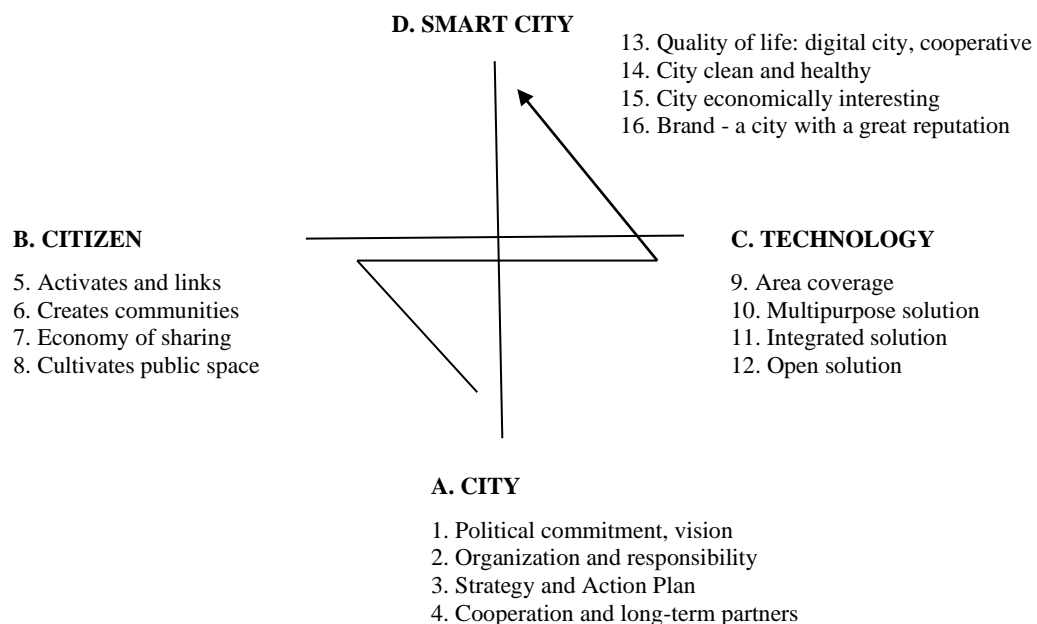 D. SMART CITY
13. Quality of life: digital city, cooperative
14. City clean and healthy
15. City economically interesting
16. Brand - a city with a great reputation
B. CITIZEN
5. Activates and links
6. Creates communities
7. Economy of sharing
8. Cultivates public space
C. TECHNOLOGY
9. Area coverage
10. Multipurpose solution
11. Integrated solution
12. Open solution
A. CITY
1. Political commitment, vision
2. Organization and responsibility
3. Strategy and Action Plan
4. Cooperation and long-term partners